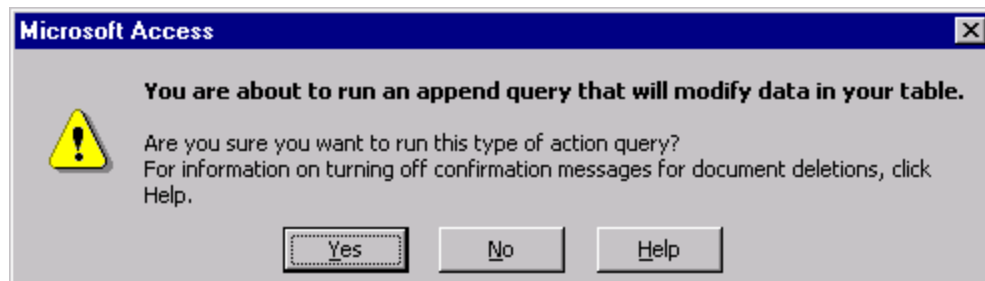 Microsoft Access
You are about to run an append query that will modify data in your table.
Are you sure you want to run this type of action query?
For information on turning off confirmation messages for document deletions, click
Help.
Yes No Help